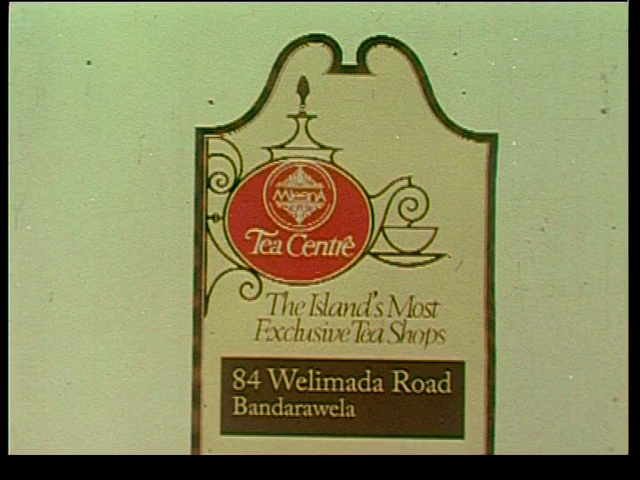 Tea Centre
The Island's Most
Exclusive Tea Shops
84 Welimada Road
Bandarawela